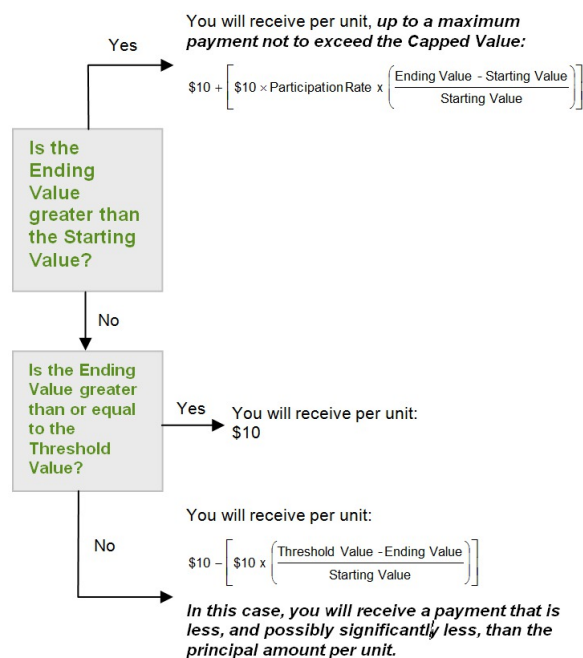 You will receive per unit, up to a maximum
Yes
payment not to exceed the Capped Value:
$10 + [ $10 × Participation Rate x ( Ending Value - Starting Value / Starting Value ) ]
Is the
Ending
Value
greater than
the Starting
Value?
No
Is the Ending
Value greater
than or equal
to the
Threshold
Value?
Yes
You will receive per unit:
$10
You will receive per unit:
No
$10 – [ $10 x ( Threshold Value - Ending Value / Starting Value ) ]
In this case, you will receive a payment that is
less, and possibly significantly less, than the
principal amount per unit.